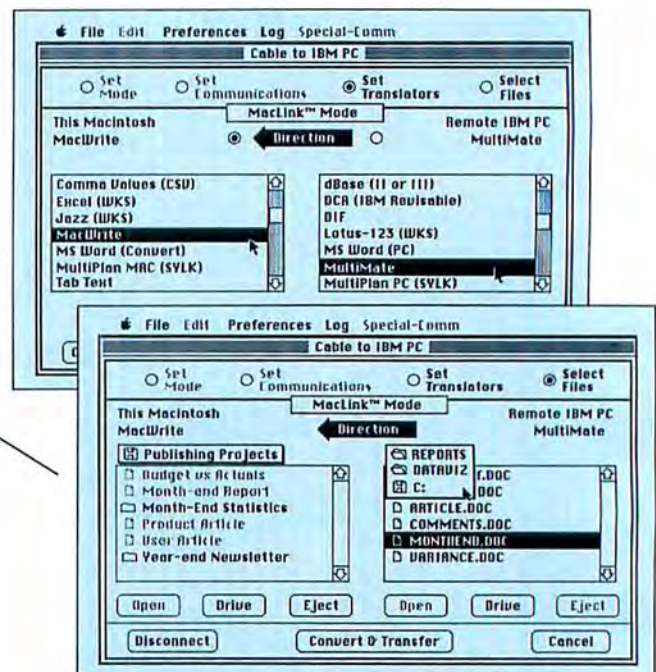 File Edit Preferences Log Special-Comm
Cable to IBM PC
Set Mode
Set Communications
Set Translators
Select Files
MacLink™ Mode
This Macintosh
MacWrite
Direction
Remote IBM PC
MultiMate
Comma Values (CSV)
Excel (WKS)
Jazz (WKS)
MacWrite
MS Word (Convert)
MultiPlan MAC (SYLK)
Tab Text
dBase (II or III)
DCA (IBM Revisable)
DIF
Lotus-123 (WKS)
MS Word (PC)
MultiMate
MultiPlan PC (SYLK)
File Edit Preferences Log Special-Comm
Cable to IBM PC
Set Mode
Set Communications
Set Translators
Select Files
MacLink™ Mode
This Macintosh
MacWrite
Direction
Remote IBM PC
MultiMate
Publishing Projects
Budget vs Actuals
Month-end Report
Month-End Statistics
Product Article
User Article
Year-end Newsletter
REPORTS
DATAVIZ
C:
.DOC
ARTICLE.DOC
COMMENTS.DOC
MONTHEND.DOC
VARIANCE.DOC
Open Drive Eject
Open Drive Eject
Disconnect Convert & Transfer Cancel